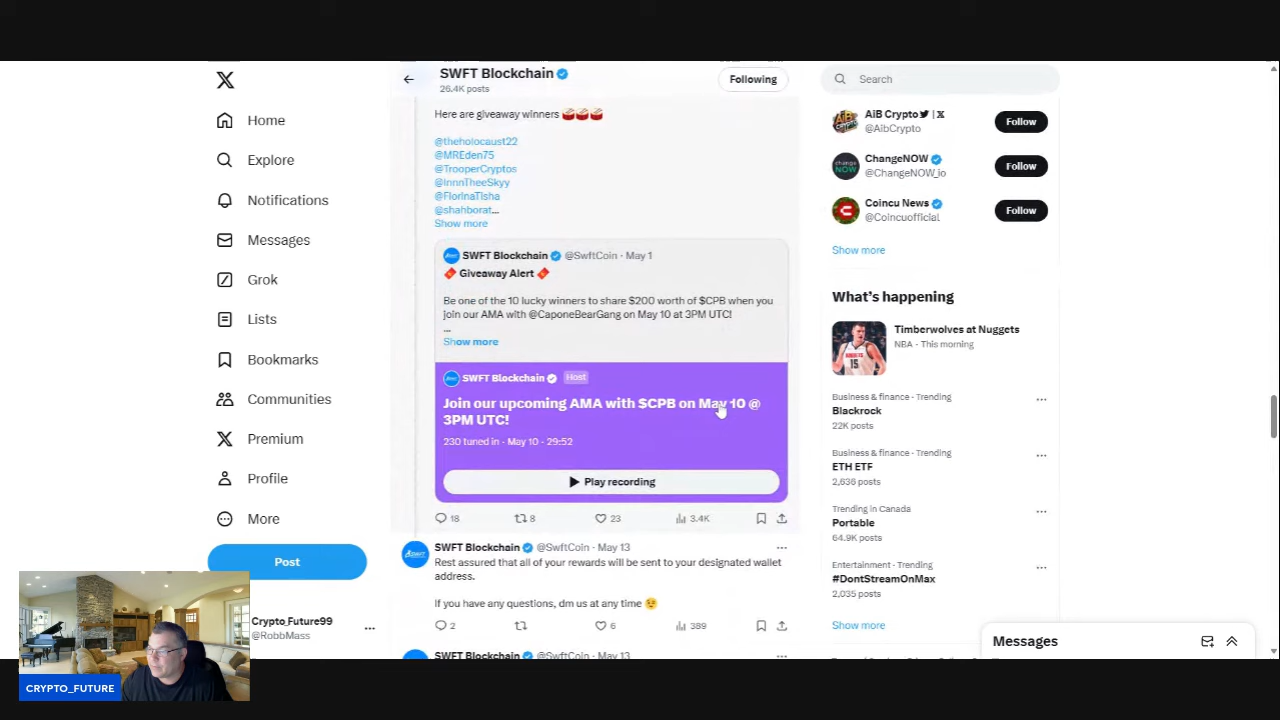 SWFT Blockchain
26.4K posts
Following
Search
Home
Explore
Notifications
Messages
Grok
Lists
Bookmarks
Communities
Premium
Profile
More
Post
Crypto_Future99
@RobbMass
CRYPTO_FUTURE
Here are giveaway winners 🥁🥁🥁
@theholocaust22
@MREden75
@TrooperCryptos
@InnnTheeSkyy
@FlorinaTisha
@shahborat...
Show more
SWFT Blockchain @SwftCoin · May 1
🧨 Giveaway Alert 🧨
Be one of the 10 lucky winners to share $200 worth of $CPB when you
join our AMA with @CaponeBearGang on May 10 at 3PM UTC!
...
Show more
SWFT Blockchain Host
Join our upcoming AMA with $CPB on May 10 @
3PM UTC!
230 tuned in · May 10 · 29:52
Play recording
18 8 23 3.4K
SWFT Blockchain @SwftCoin · May 13
Rest assured that all of your rewards will be sent to your designated wallet
address.
If you have any questions, dm us at any time 😉
2 6 389
SWFT Blockchain @SwftCoin · May 13
AiB Crypto | X
@AibCrypto
Follow
ChangeNOW
@ChangeNOW_io
Follow
Coincu News
@Coincuofficial
Follow
Show more
What's happening
Timberwolves at Nuggets
NBA · This morning
Business & finance · Trending
Blackrock
22K posts
Business & finance · Trending
ETH ETF
2,636 posts
Trending in Canada
Portable
64.9K posts
Entertainment · Trending
#DontStreamOnMax
2,035 posts
Show more
Messages